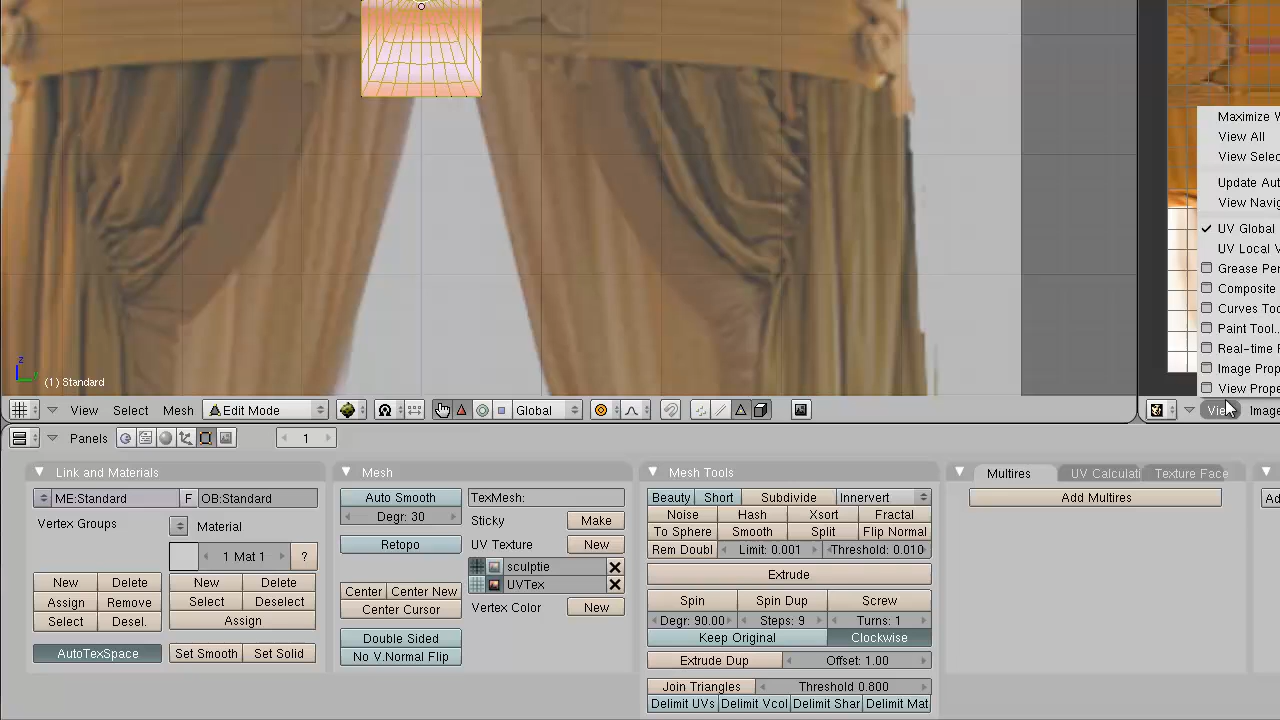 Maximize W
View All
View Selec
Update Aut
View Navig
UV Global
UV Local V
Grease Pen
Composite
Curves Too
Paint Tool.
Real-time P
Image Prop
View Prope
z
(1) Standard
View Select Mesh Edit Mode Global
View Image
Panels 1
Link and Materials
ME:Standard F OB:Standard
Vertex Groups
Material
1 Mat 1 ?
New Delete New Delete
Assign Remove Select Deselect
Select Desel. Assign
AutoTexSpace Set Smooth Set Solid
Mesh
Auto Smooth TexMesh:
Degr: 30 Sticky Make
Retopo UV Texture New
sculptie
UVTex
Center Center New
Center Cursor Vertex Color New
Double Sided
No V.Normal Flip
Mesh Tools
Beauty Short Subdivide Innervert
Noise Hash Xsort Fractal
To Sphere Smooth Split Flip Normal
Rem Doubl Limit: 0.001 Threshold: 0.010
Extrude
Spin Spin Dup Screw
Degr: 90.00 Steps: 9 Turns: 1
Keep Original Clockwise
Extrude Dup Offset: 1.00
Join Triangles Threshold 0.800
Delimit UVs Delimit Vcol Delimit Shar Delimit Mat
Multires UV Calculati Texture Face
Add Multires
Ad